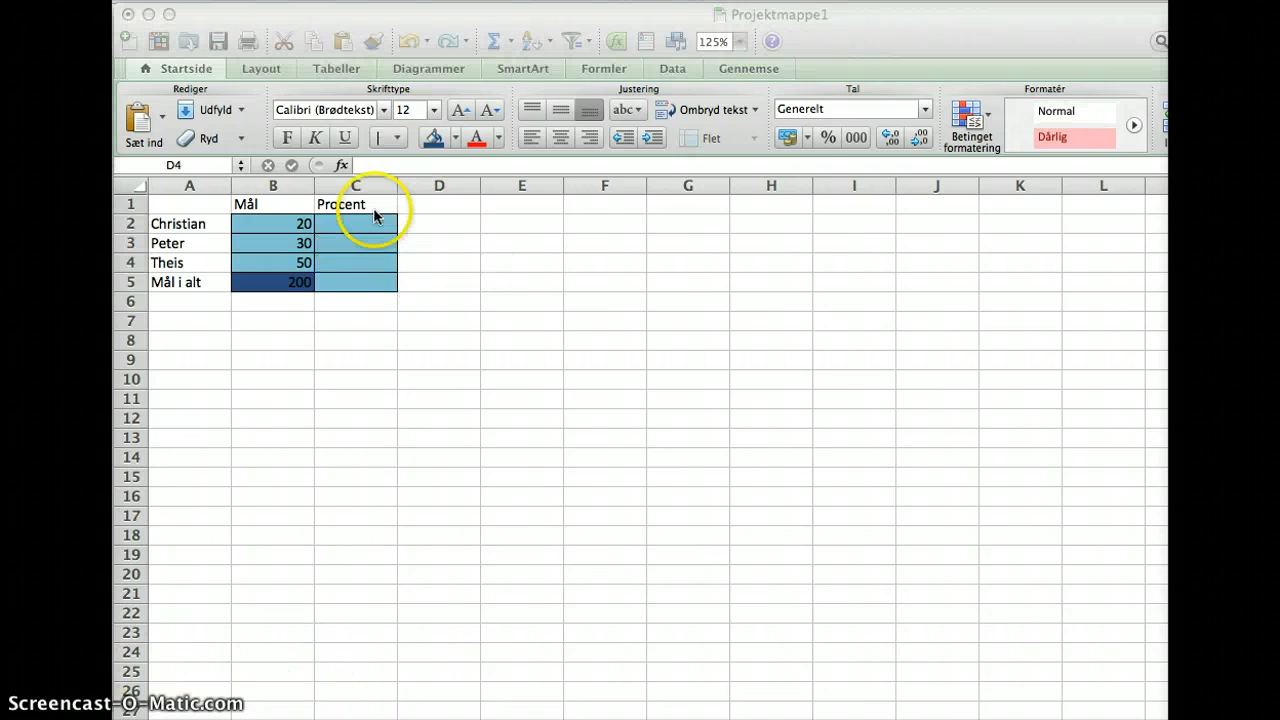 Projektmappe1
125%
Startside Layout Tabeller Diagrammer SmartArt Formler Data Gennemse
Rediger Skrifttype Justering Tal Formatér
Sæt ind Udfyld Ryd
Calibri (Brødtekst) 12 A A
F K U A
abc Ombryd tekst
Flet
Generelt
% 000 ,00 ,00
Betinget formatering
Normal
Dårlig
D4 fx
A B C D E F G H I J K L
1 Mål Procent
2 Christian 20
3 Peter 30
4 Theis 50
5 Mål i alt 200
6
7
8
9
10
11
12
13
14
15
16
17
18
19
20
21
22
23
24
25
26
27
Screencast-O-Matic.com